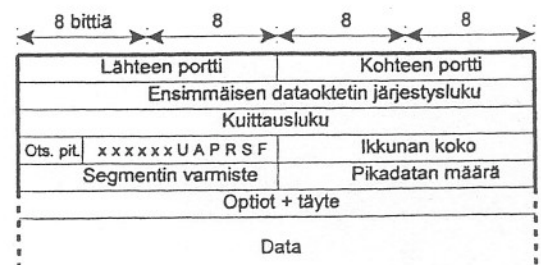 8 bittiä 8 8 8
Lähteen portti Kohteen portti
Ensimmäisen dataoktetin järjestysluku
Kuittausluku
Ots. pit. x x x x x x U A P R S F Ikkunan koko
Segmentin varmiste Pikadatan määrä
Optiot + täyte
Data